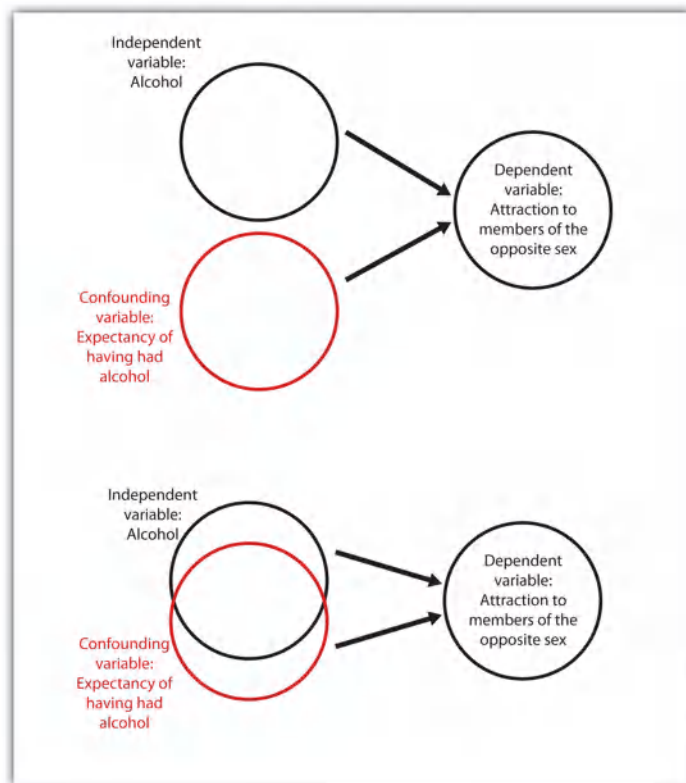 Independent
variable:
Alcohol
Dependent
variable:
Attraction to
members of the
opposite sex
Confounding
variable:
Expectancy of
having had
alcohol
Independent
variable:
Alcohol
Dependent
variable:
Attraction to
members of the
opposite sex
Confounding
variable:
Expectancy of
having had
alcohol